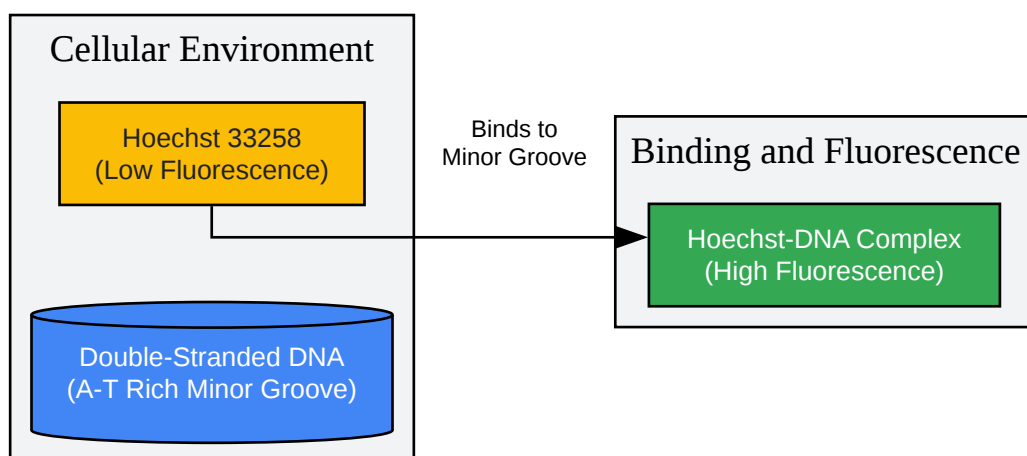 Cellular Environment
Hoechst 33258
(Low Fluorescence)
Double-Stranded DNA
(A-T Rich Minor Groove)
Binds to
Minor Groove
Binding and Fluorescence
Hoechst-DNA Complex
(High Fluorescence)